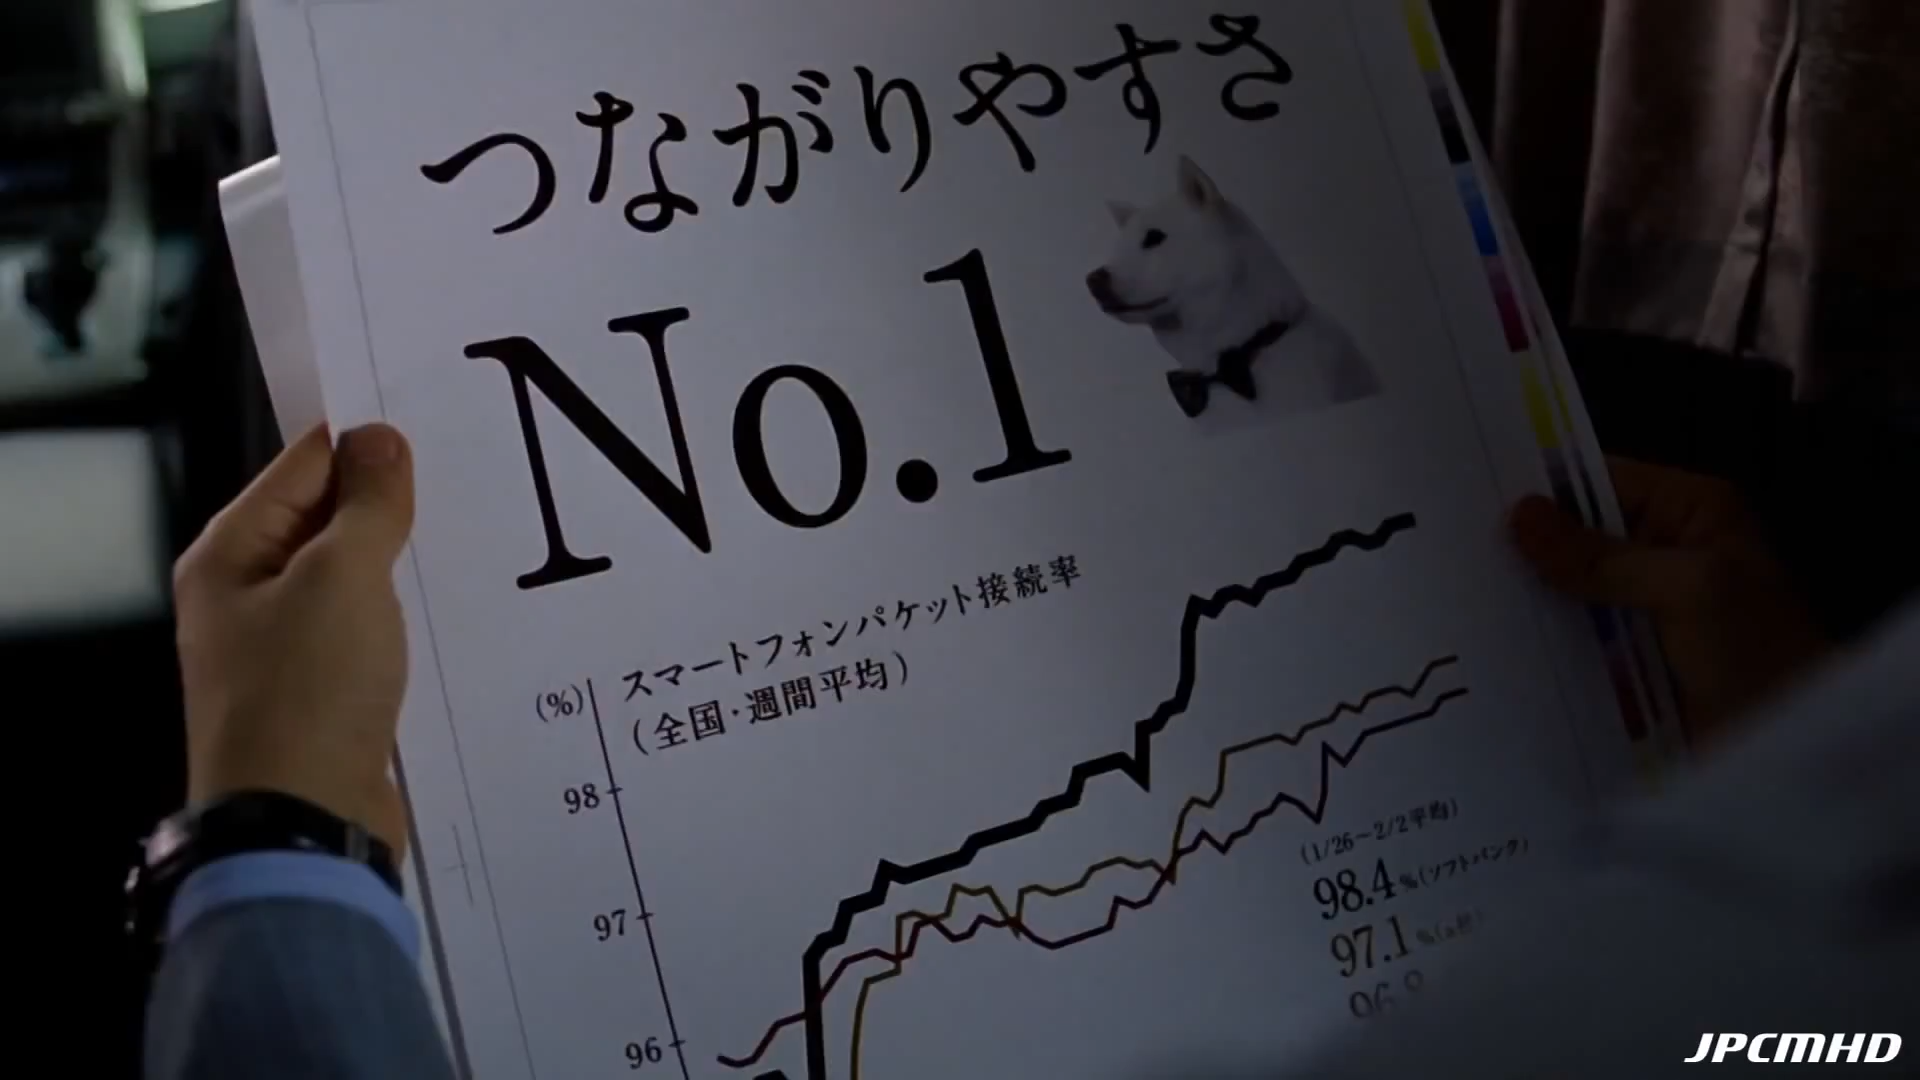 つながりやすさ
No.1
スマートフォンパケット接続率
(全国・週間平均)
(%)
98
97
96
(1/26~2/2平均)
98.4%(ソフトバンク)
97.1%
JPCMHD